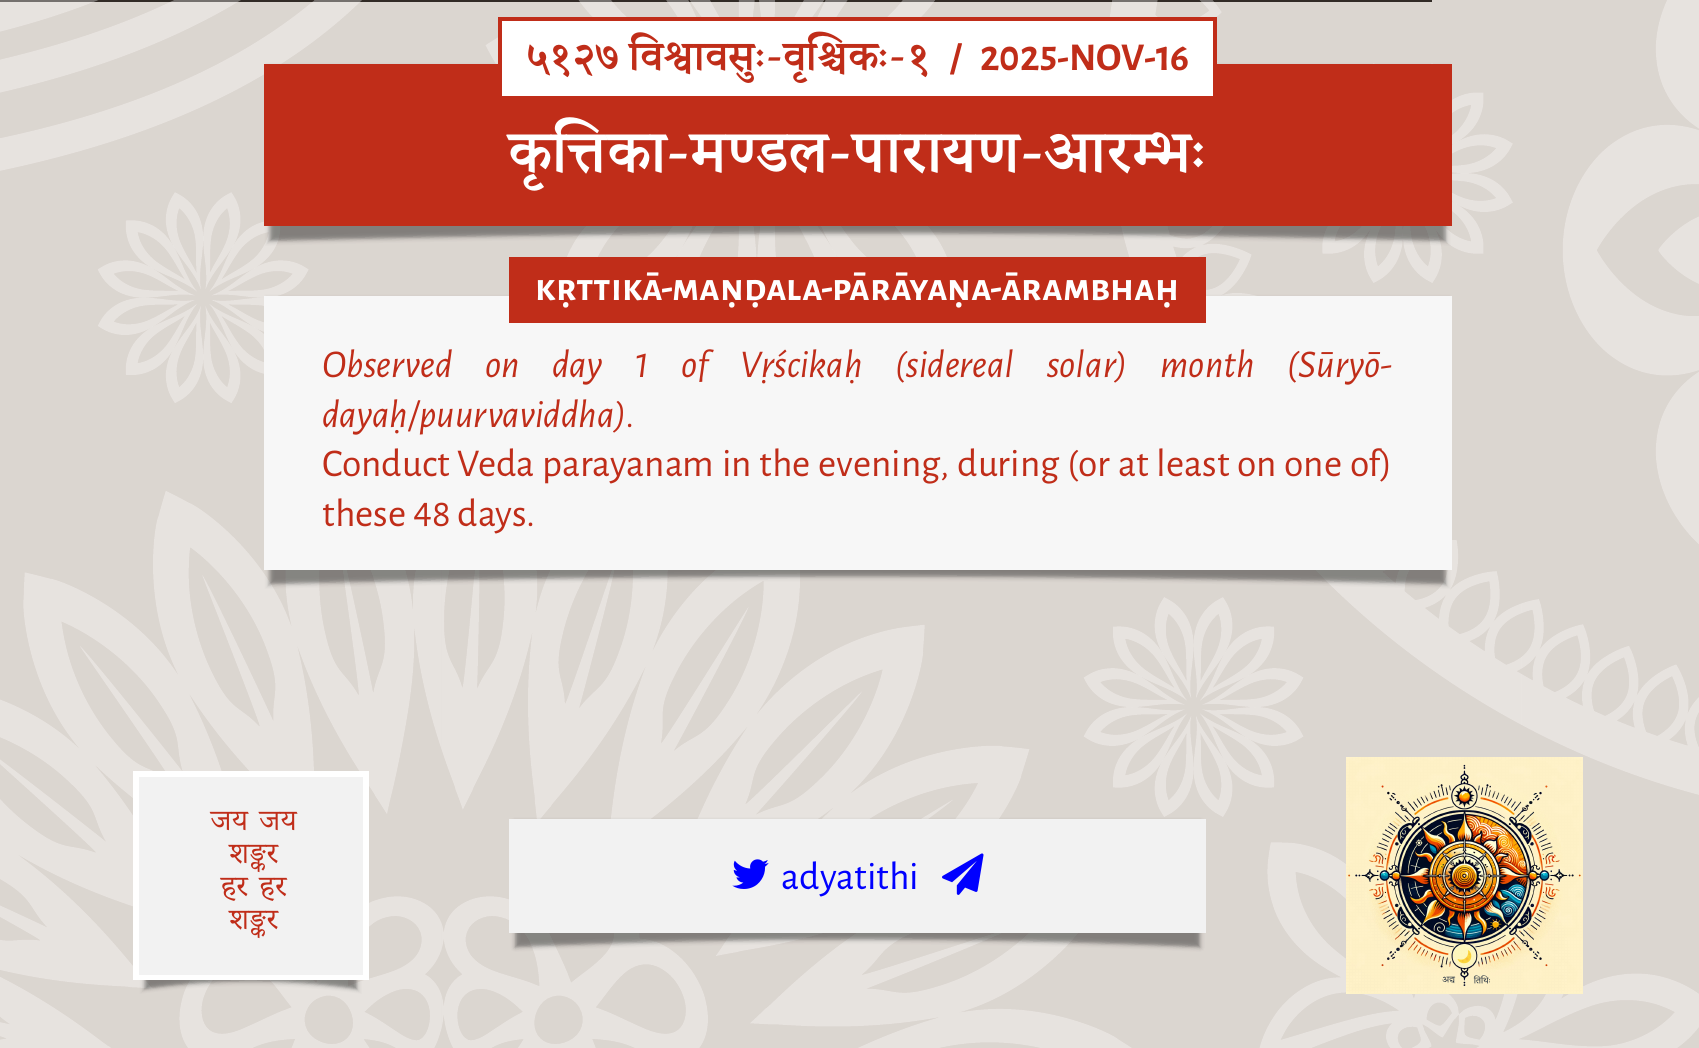 ५१२७ विश्वावसुः-वृश्चिकः-१ / 2025-NOV-16
कृत्तिका-मण्डल-पारायण-आरम्भः
KṚTTIKĀ-MAṆḌALA-PĀRĀYAṆA-ĀRAMBHAḤ
Observed on day 1 of Vṛścikaḥ (sidereal solar) month (Sūryō-
dayaḥ/puurvaviddha).
Conduct Veda parayanam in the evening, during (or at least on one of)
these 48 days.
जय जय
शङ्कर
हर हर
शङ्कर
adyatithi
अद्य तिथिः